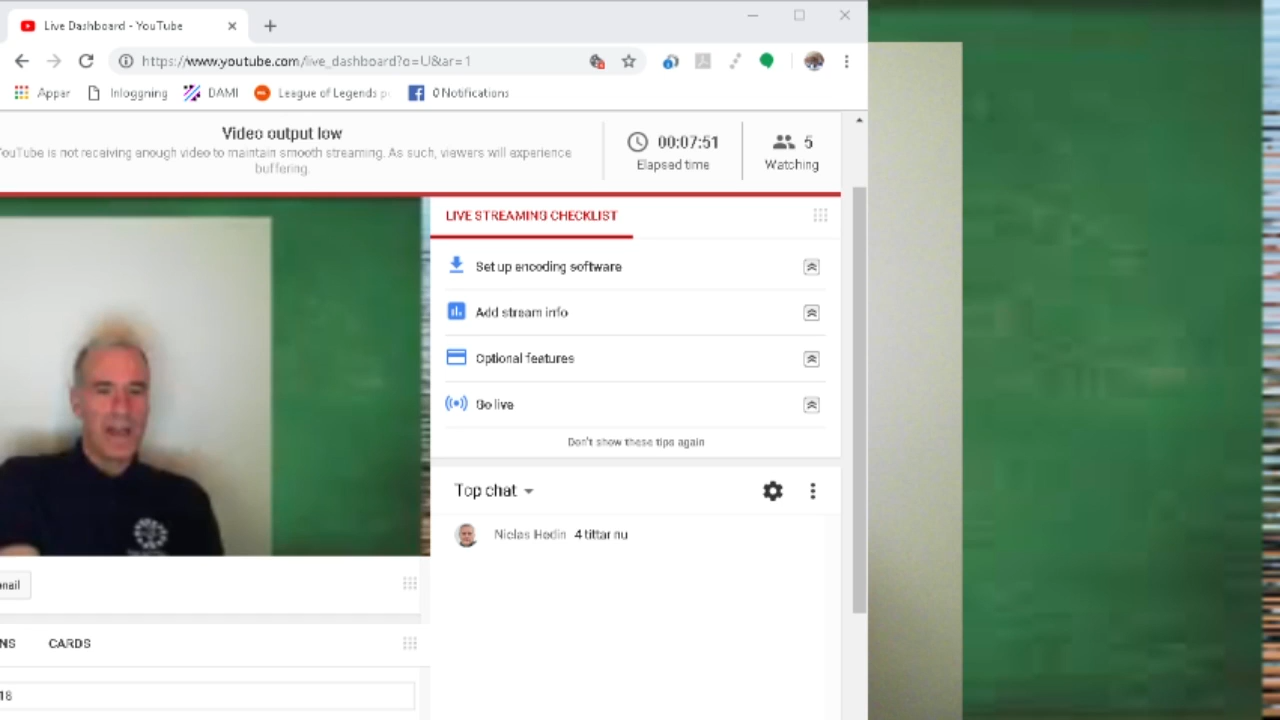 Live Dashboard - YouTube
https://www.youtube.com/live_dashboard?o=U&ar=1
Appar Inloggning DAMI League of Legends 0 Notifications
Video output low
YouTube is not receiving enough video to maintain smooth streaming. As such, viewers will experience
buffering.
00:07:51
Elapsed time
5
Watching
LIVE STREAMING CHECKLIST
Set up encoding software
Add stream info
Optional features
Go live
Don't show these tips again
Top chat
Niclas Hedin 4 tittar nu
nail
NS CARDS
18